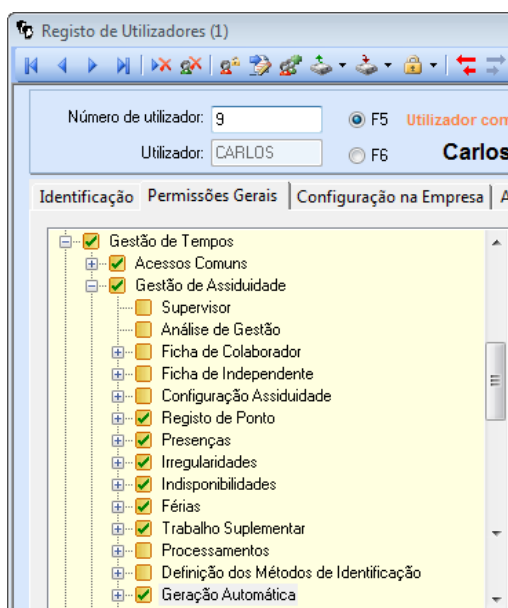 Registo de Utilizadores (1)
Número de utilizador: 9 F5 Utilizador com
Utilizador: CARLOS F6 Carlos
Identificação Permissões Gerais Configuração na Empresa A
Gestão de Tempos
Acessos Comuns
Gestão de Assiduidade
Supervisor
Análise de Gestão
Ficha de Colaborador
Ficha de Independente
Configuração Assiduidade
Registo de Ponto
Presenças
Irregularidades
Indisponibilidades
Férias
Trabalho Suplementar
Processamentos
Definição dos Métodos de Identificação
Geração Automática